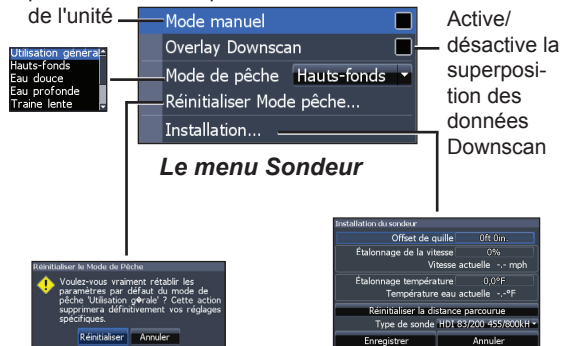 de l'unité
Mode manuel
Overlay Downscan
Mode de pêche Hauts-fonds
Réinitialiser Mode pêche...
Installation...
Active/
désactive la
superposi-
tion des
données
Downscan
Utilisation général
Hauts-fonds
Eau douce
Eau profonde
Traine lente
Le menu Sondeur
Réinitialiser le Mode de Pêche
Voulez-vous vraiment rétablir les
paramètres par défaut du mode de
pêche 'Utilisation g�rale' ? Cette action
supprimera définitivement vos réglages
spécifiques.
Réinitialiser Annuler
Installation du sondeur
Offset de quille 0ft 0in.
Étalonnage de la vitesse 0%
Vitesse actuelle -.- mph
Étalonnage température 0,0°F
Température eau actuelle -.-°F
Réinitialiser la distance parcourue
Type de sonde HDI 83/200 455/800kH
Enregistrer Annuler